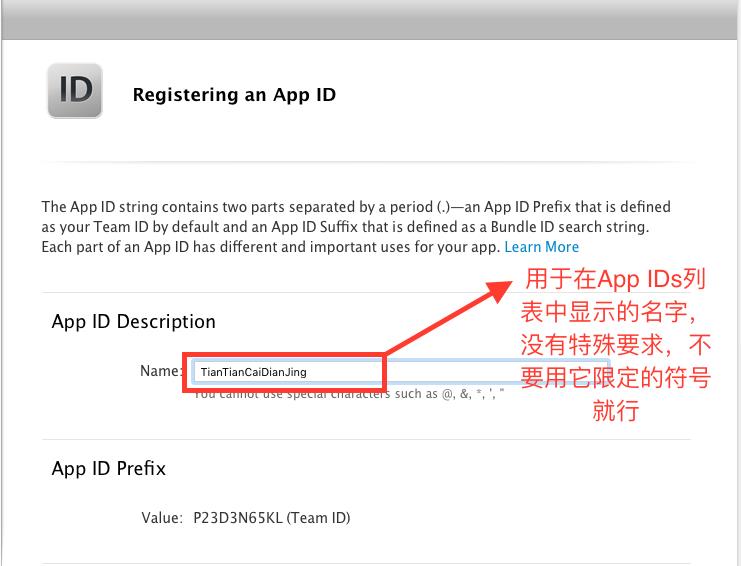 ID
Registering an App ID
The App ID string contains two parts separated by a period (.)—an App ID Prefix that is defined
as your Team ID by default and an App ID Suffix that is defined as a Bundle ID search string.
Each part of an App ID has different and important uses for your app. Learn More
用于在App IDs列
表中显示的名字，
没有特殊要求，不
要用它限定的符号
就行
App ID Description
Name: TianTianCaiDianJing
You cannot use special characters such as @, &, *, ', "
App ID Prefix
Value: P23D3N65KL (Team ID)